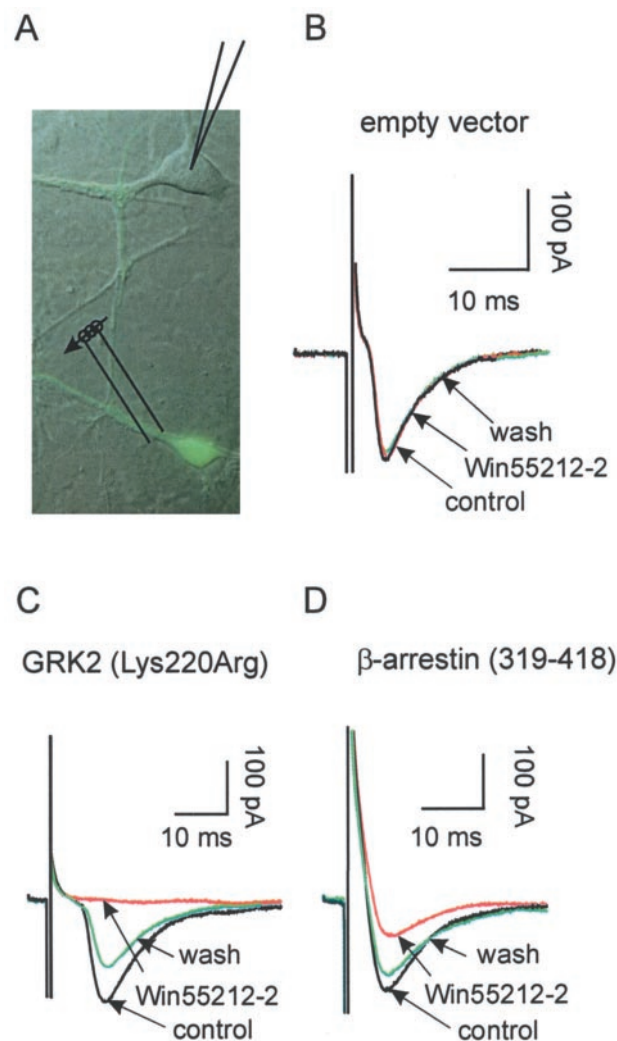 A
B
empty vector
100 pA
10 ms
wash
Win55212-2
control
C
D
GRK2 (Lys220Arg)
β-arrestin (319-418)
100 pA
10 ms
wash
Win55212-2
control
100 pA
10 ms
wash
Win55212-2
control